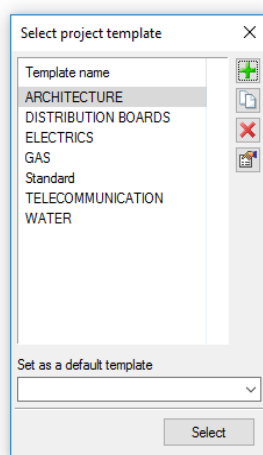 Select project template
Template name
ARCHITECTURE
DISTRIBUTION BOARDS
ELECTRICS
GAS
Standard
TELECOMMUNICATION
WATER
Set as a default template
Select